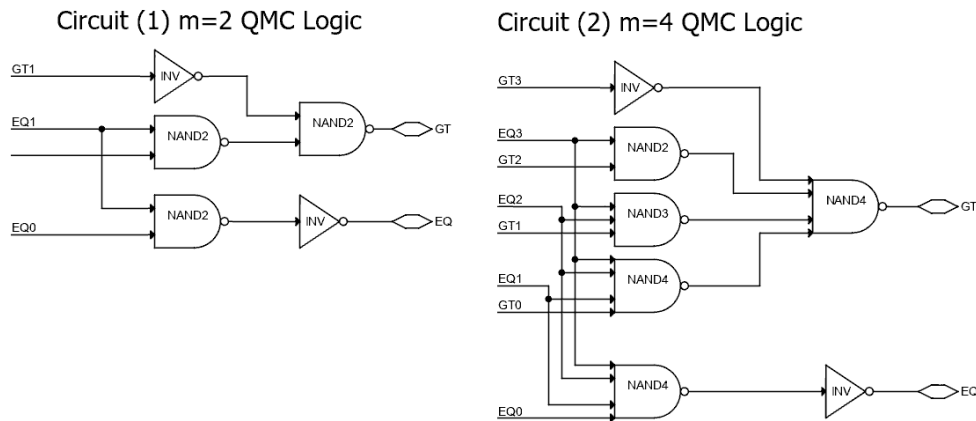 Circuit (1) m=2 QMC Logic
GT1
INV
EQ1
NAND2
NAND2
GT
EQ0
NAND2
INV
EQ
Circuit (2) m=4 QMC Logic
GT3
INV
EQ3
NAND2
GT2
EQ2
NAND3
NAND4
GT
GT1
EQ1
NAND4
GT0
NAND4
INV
EQ
EQ0